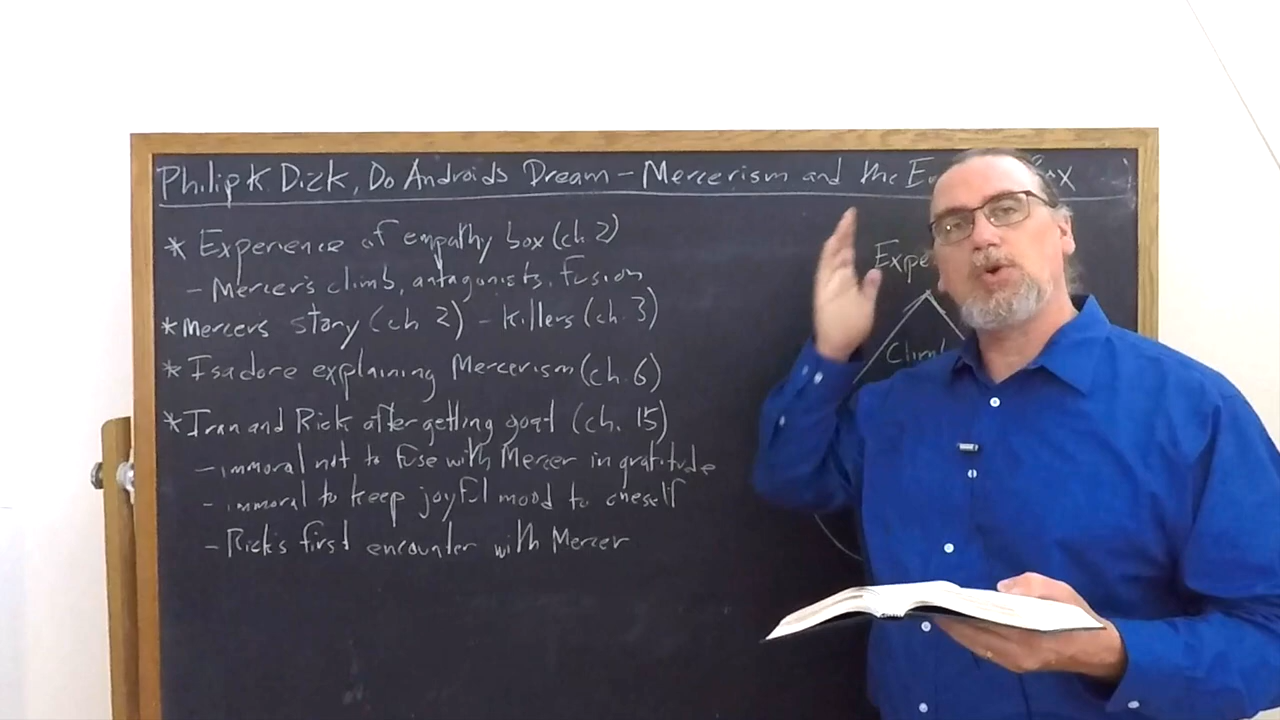 Philip K. Dick, Do Androids Dream - Mercerism and the
* Experience of empathy box (ch. 2)
- Mercer's climb, antagonists, fusion
* Mercer's story (ch 2) - Killers (ch. 3)
* Isadore explaining Mercerism (ch. 6)
* Iran and Rick after getting goat (ch. 15)
- immoral not to fuse with Mercer in gratitude
- immoral to keep joyful mood to oneself
- Rick's first encounter with Mercer
Expe
Climb